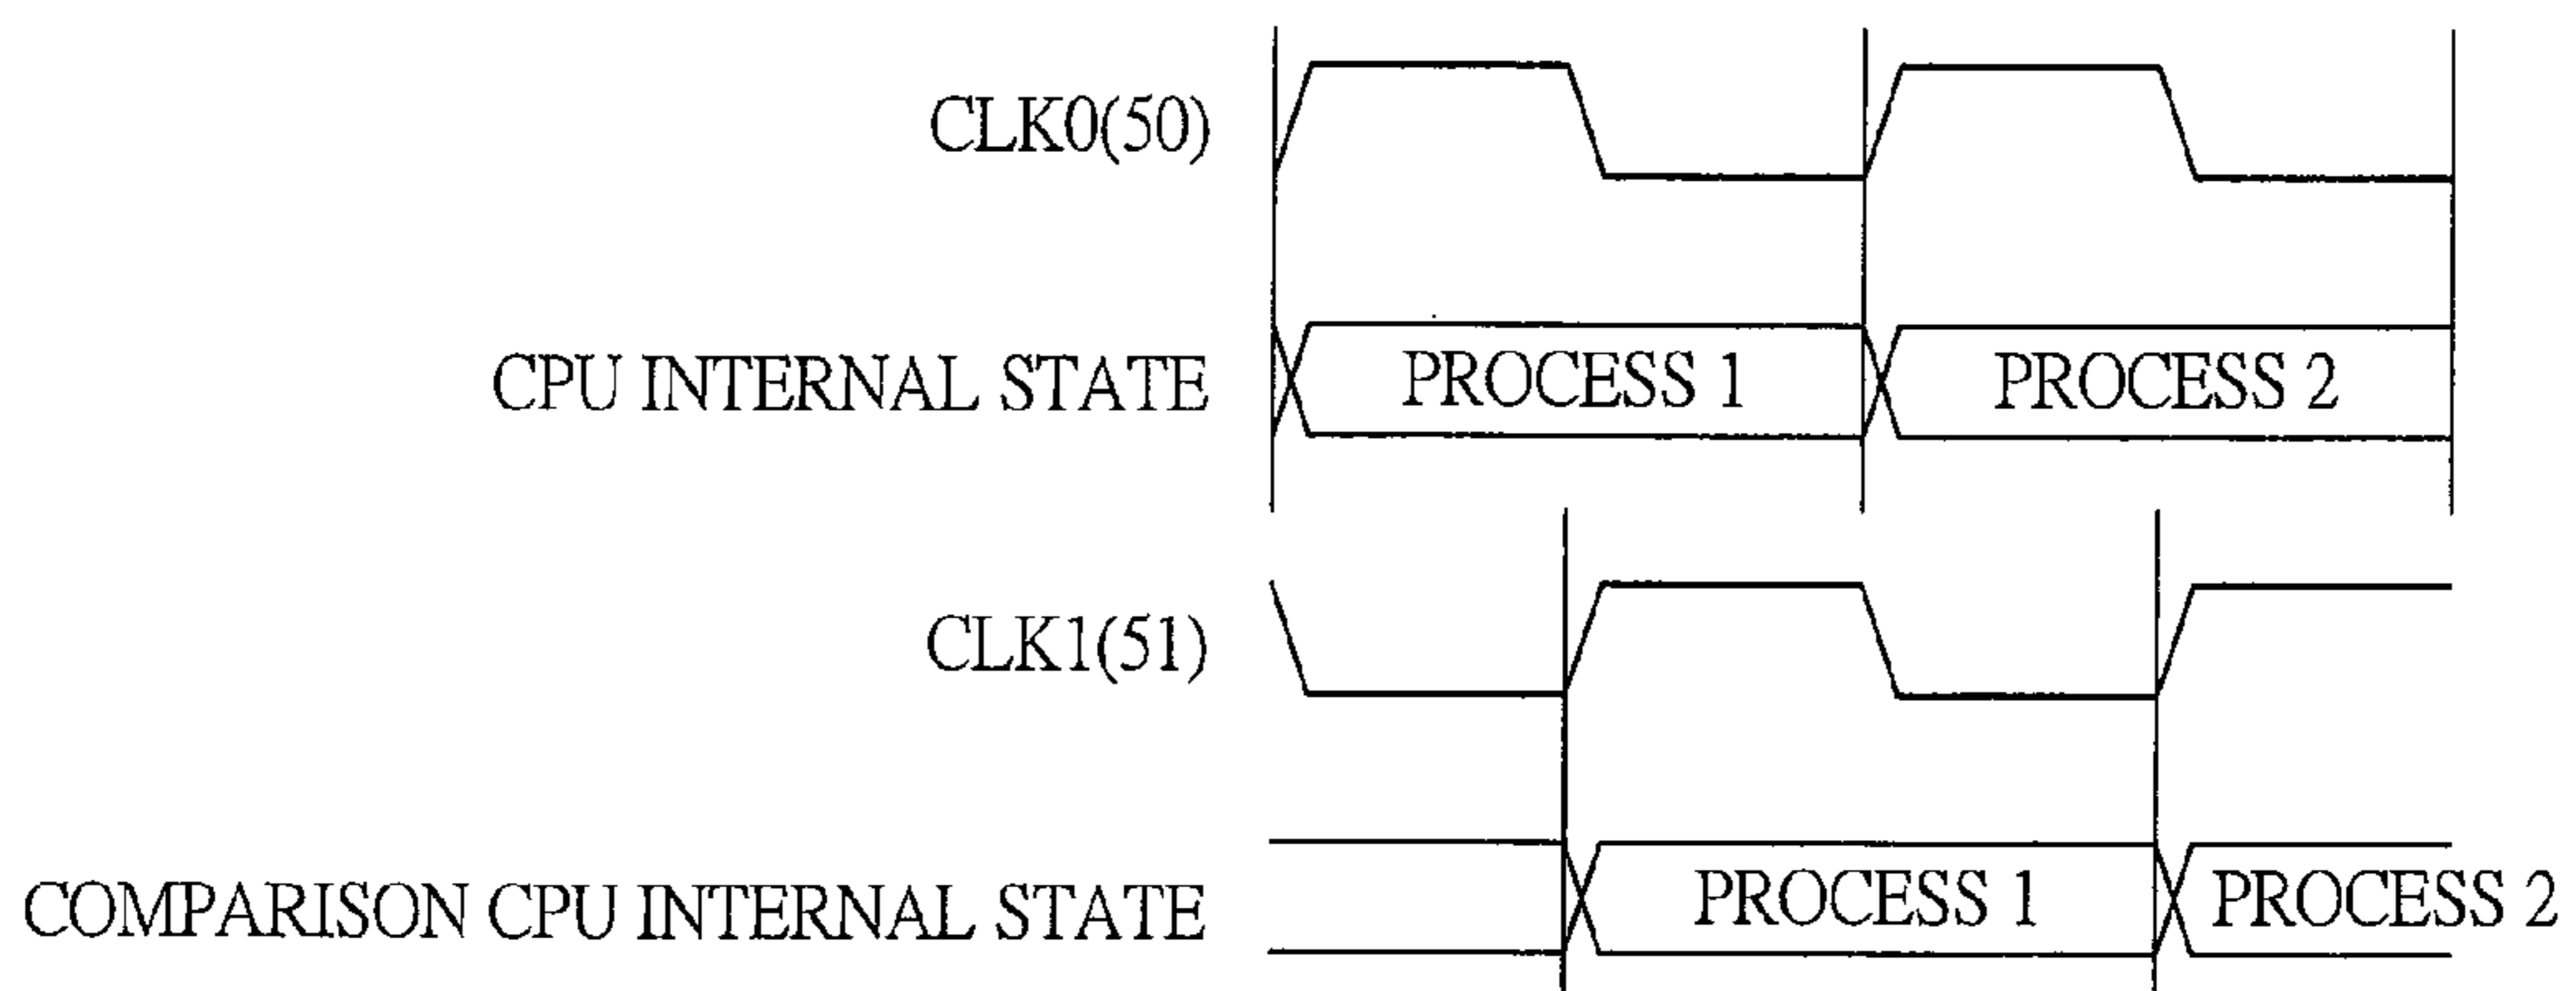 CLK0(50)
CPU INTERNAL STATE
PROCESS 1
PROCESS 2
CLK1(51)
COMPARISON CPU INTERNAL STATE
PROCESS 1
PROCESS 2